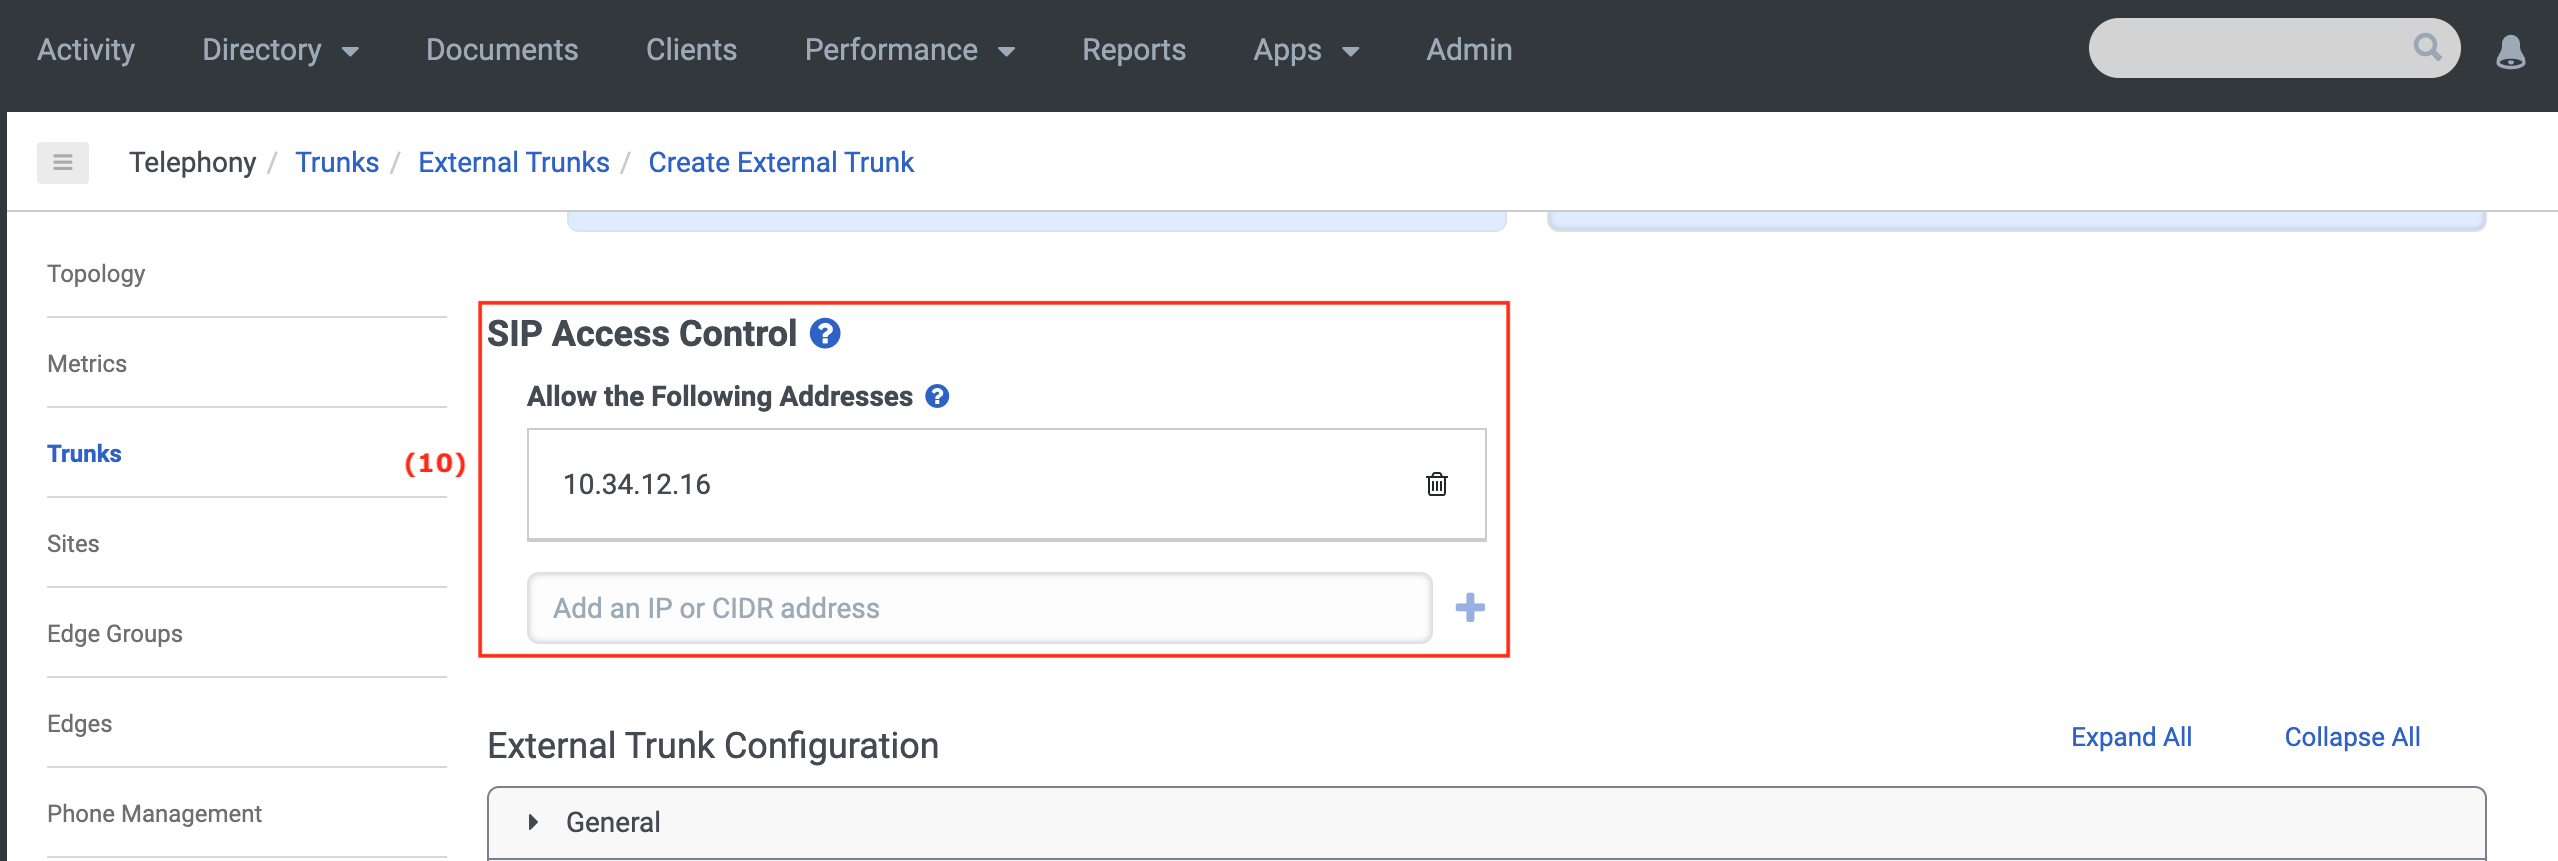 Activity Directory Documents Clients Performance Reports Apps Admin
Telephony / Trunks / External Trunks / Create External Trunk
Topology
Metrics
Trunks
(10)
Sites
Edge Groups
Edges
Phone Management
SIP Access Control ?
Allow the Following Addresses ?
10.34.12.16
Add an IP or CIDR address
External Trunk Configuration
Expand All Collapse All
General